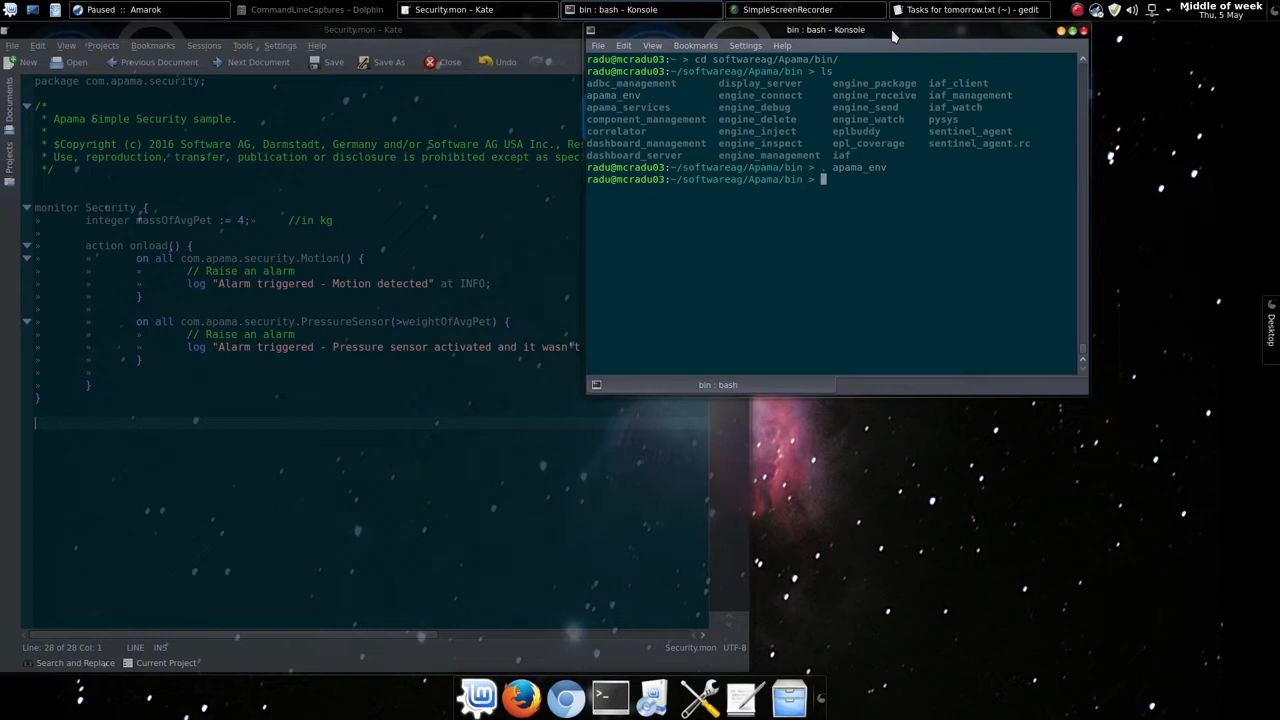 Paused :: Amarok
CommandLineCaptures – Dolphin
Security.mon – Kate
bin : bash – Konsole
SimpleScreenRecorder
Tasks for tomorrow.txt (~) - gedit
Middle of week
Thu, 5 May
Security.mon – Kate
File Edit View Projects Bookmarks Sessions Tools Settings Help
New Open Previous Document Next Document Save Save As Close Undo
Documents
Projects
package com.apama.security;
/*
* Apama Simple Security sample.
*
* $Copyright (c) 2016 Software AG, Darmstadt, Germany and/or Software AG USA Inc., Res
* Use, reproduction, transfer, publication or disclosure is prohibited except as spec
*/
monitor Security {
» integer massOfAvgPet := 4;» //in kg
»
» action onload() {
» » on all com.apama.security.Motion() {
» » » // Raise an alarm
» » » log "Alarm triggered - Motion detected" at INFO;
» » }
»
» » on all com.apama.security.PressureSensor(>weightOfAvgPet) {
» » » // Raise an alarm
» » » log "Alarm triggered - Pressure sensor activated and it wasn't
» » }
» »
» }
}
Line: 28 of 28 Col: 1 LINE INS Security.mon UTF-8
Search and Replace Current Project
bin : bash – Konsole
File Edit View Bookmarks Settings Help
radu@mcradu03:~ > cd softwareag/Apama/bin/
radu@mcradu03:~/softwareag/Apama/bin > ls
adbc_management display_server engine_package iaf_client
apama_env engine_connect engine_receive iaf_management
apama_services engine_debug engine_send iaf_watch
component_management engine_delete engine_watch pysys
correlator engine_inject eplbuddy sentinel_agent
dashboard_management engine_inspect epl_coverage sentinel_agent.rc
dashboard_server engine_management iaf
radu@mcradu03:~/softwareag/Apama/bin > . apama_env
radu@mcradu03:~/softwareag/Apama/bin >
bin : bash
Desktop